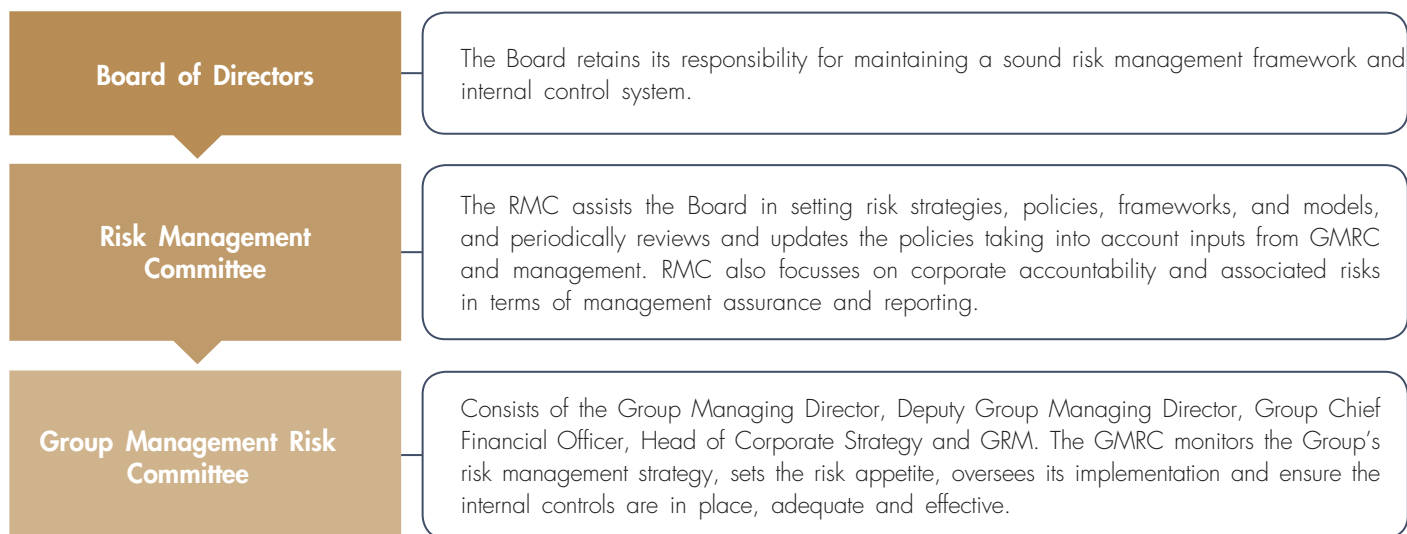 Board of Directors
The Board retains its responsibility for maintaining a sound risk management framework and
internal control system.
Risk Management
Committee
The RMC assists the Board in setting risk strategies, policies, frameworks, and models,
and periodically reviews and updates the policies taking into account inputs from GMRC
and management. RMC also focusses on corporate accountability and associated risks
in terms of management assurance and reporting.
Group Management Risk
Committee
Consists of the Group Managing Director, Deputy Group Managing Director, Group Chief
Financial Officer, Head of Corporate Strategy and GRM. The GMRC monitors the Group’s
risk management strategy, sets the risk appetite, oversees its implementation and ensure the
internal controls are in place, adequate and effective.